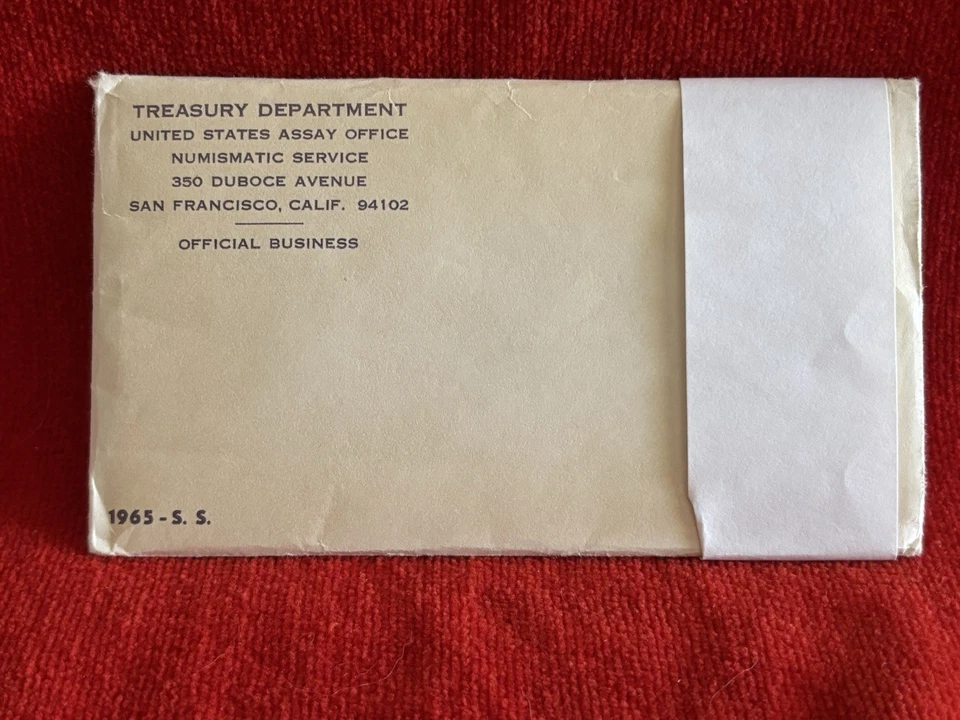 TREASURY DEPARTMENT
UNITED STATES ASSAY OFFICE
NUMISMATIC SERVICE
350 DUBOCE AVENUE
SAN FRANCISCO, CALIF. 94102
OFFICIAL BUSINESS
1965 - S. S.